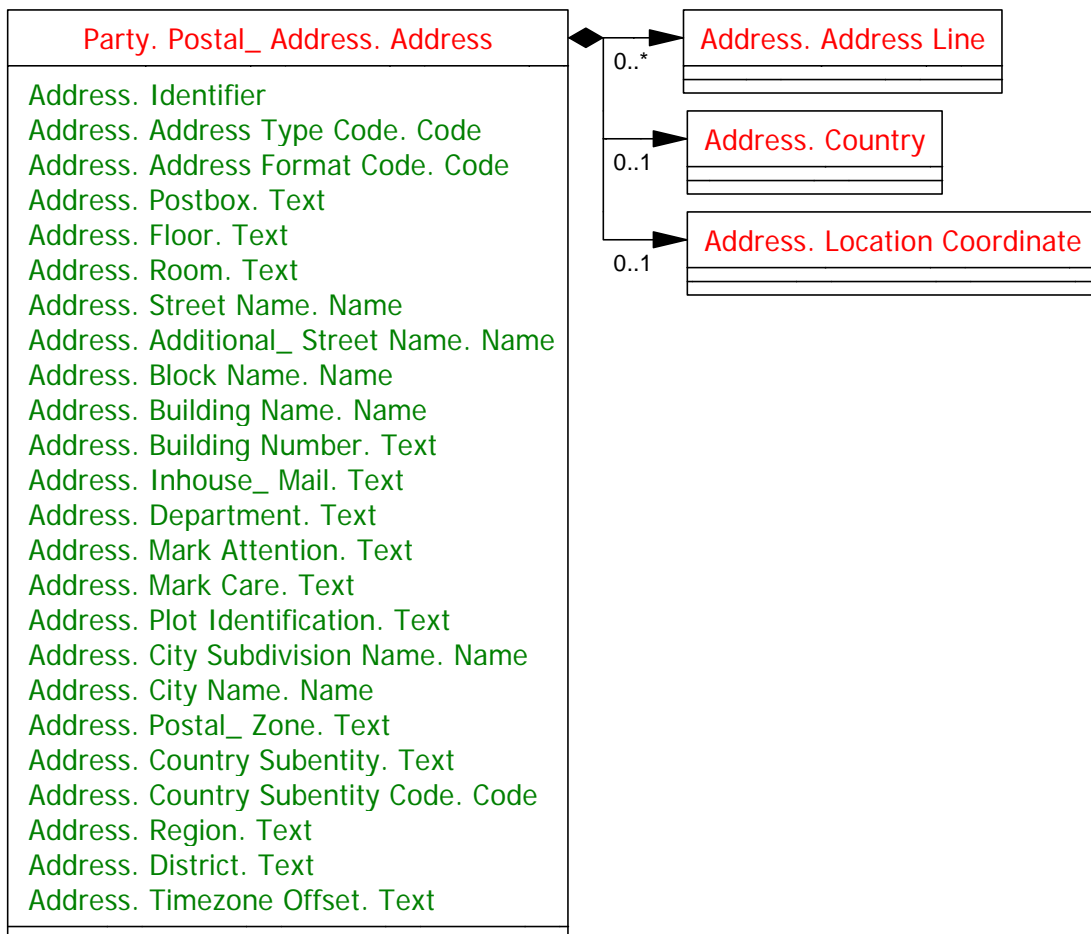 Party. Postal_ Address. Address
Address. Identifier
Address. Address Type Code. Code
Address. Address Format Code. Code
Address. Postbox. Text
Address. Floor. Text
Address. Room. Text
Address. Street Name. Name
Address. Additional_ Street Name. Name
Address. Block Name. Name
Address. Building Name. Name
Address. Building Number. Text
Address. Inhouse_ Mail. Text
Address. Department. Text
Address. Mark Attention. Text
Address. Mark Care. Text
Address. Plot Identification. Text
Address. City Subdivision Name. Name
Address. City Name. Name
Address. Postal_ Zone. Text
Address. Country Subentity. Text
Address. Country Subentity Code. Code
Address. Region. Text
Address. District. Text
Address. Timezone Offset. Text
0..*
Address. Address Line
0..1
Address. Country
0..1
Address. Location Coordinate